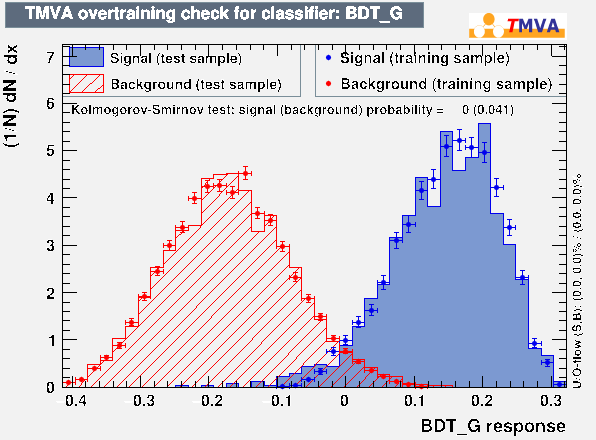 TMVA overtraining check for classifier: BDT_G
TMVA
(1/N) dN / dx
7
6
5
4
3
2
1
0
Signal (test sample)
Background (test sample)
Signal (training sample)
Background (training sample)
Kolmogorov-Smirnov test: signal (background) probability = 0 (0.041)
U/O-flow (S,B): (0.0, 0.0)% / (0.0, 0.0)%
0.4 0.3 0.2 0.1 0 0.1 0.2 0.3
BDT_G response